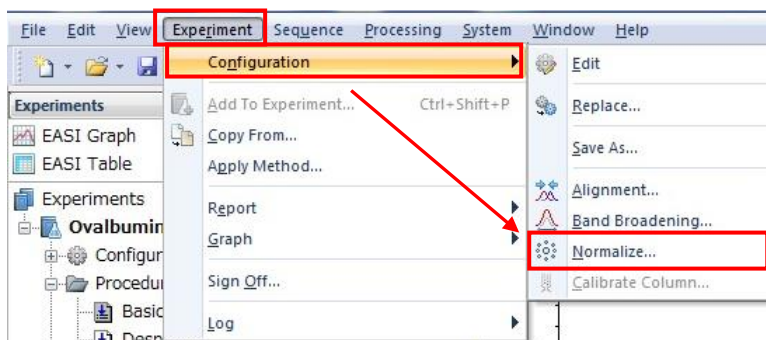 File Edit View Experiment Sequence Processing System Window Help
Configuration
Edit
Experiments
Add To Experiment... Ctrl+Shift+P
Replace...
EASI Graph
Copy From...
Save As...
EASI Table
Apply Method...
Alignment...
Experiments
Report
Band Broadening...
Ovalbumin
Graph
Normalize...
Configur
Sign Off...
Calibrate Column...
Procedu
Basic
Log